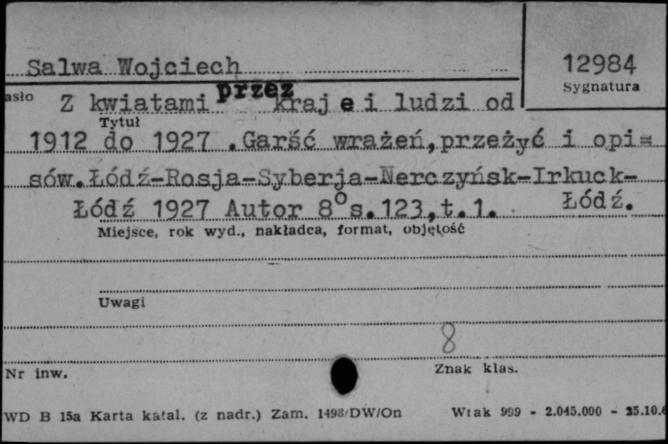 Salwa Wojciech
12984
Sygnatura
asło
Z kwiatami przez kraje i ludzi od
Tytuł
1912 do 1927 .Garść wrażeń,przeżyć i opi=
sów.Łódź-Rosja-Syberja-Nerczyńsk-Irkuck-
Łódź.
Łódź 1927 Autor 8° s.123,t.1.
Miejsce, rok wyd., nakładca, format, objętość
Uwagi
8
Nr inw.
Znak klas.
WD B 15a Karta katal. (z nadr.) Zam. 1498/DW/On
Wtak 999 - 2.045.000 - 25.10.6